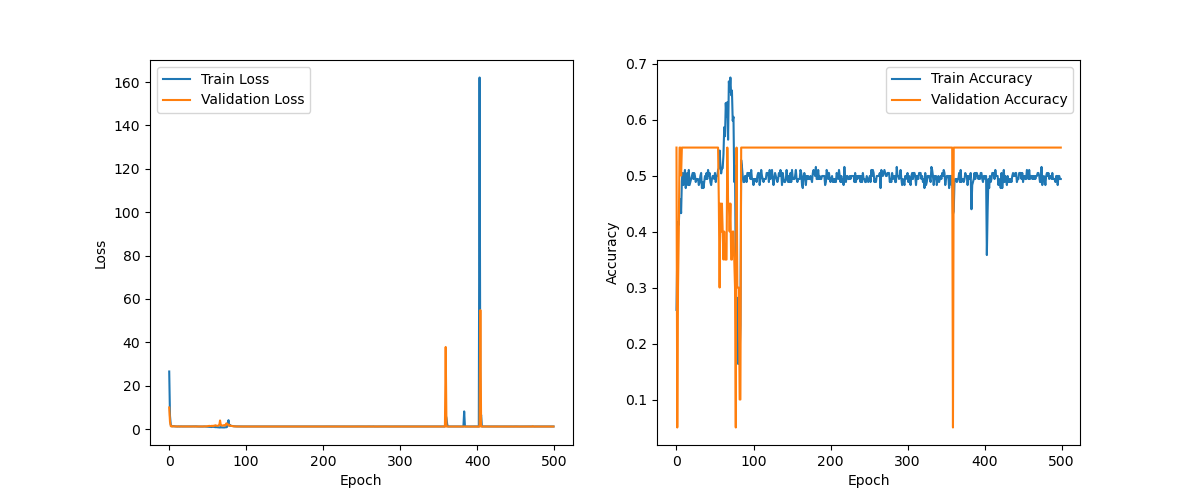 Train Loss
Validation Loss
160
140
120
100
80
60
40
20
0
Loss
0 100 200 300 400 500
Epoch
Train Accuracy
Validation Accuracy
0.7
0.6
0.5
0.4
0.3
0.2
0.1
Accuracy
0 100 200 300 400 500
Epoch